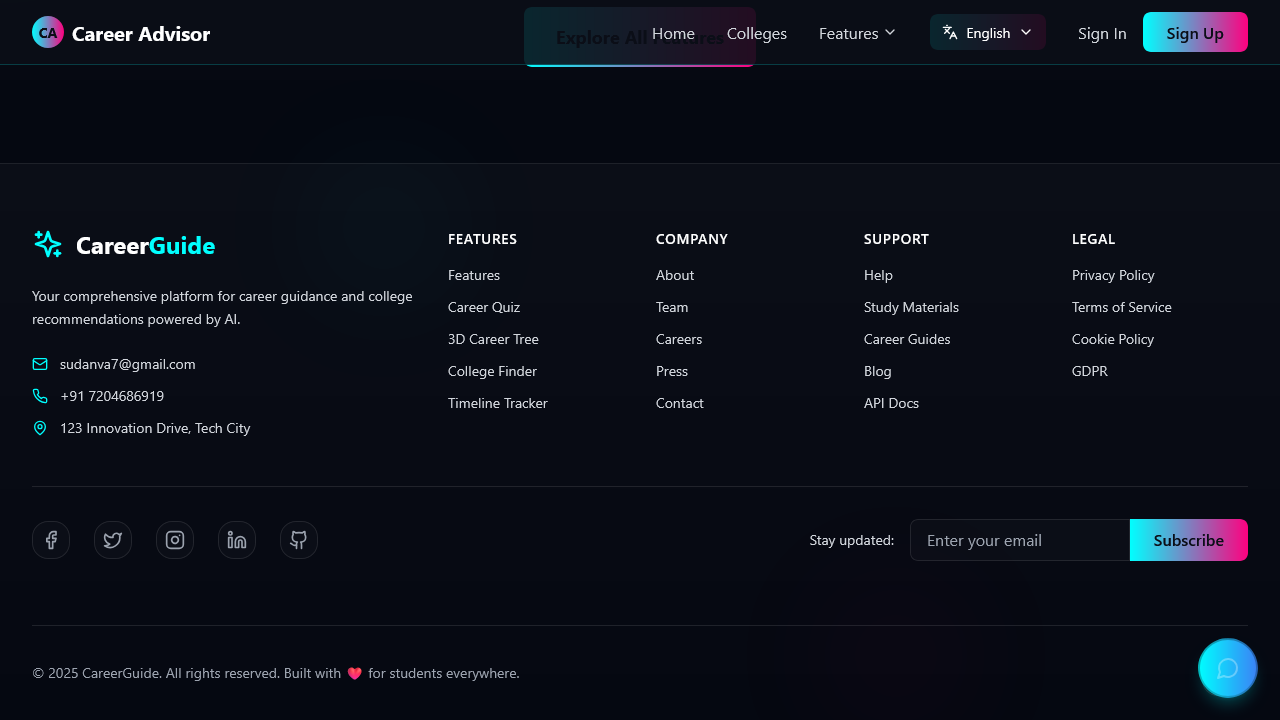 CA Career Advisor
Explore All Features
Home
Colleges
Features
English
Sign In
Sign Up
CareerGuide
Your comprehensive platform for career guidance and college
recommendations powered by AI.
sudanva7@gmail.com
+91 7204686919
123 Innovation Drive, Tech City
FEATURES
Features
Career Quiz
3D Career Tree
College Finder
Timeline Tracker
COMPANY
About
Team
Careers
Press
Contact
SUPPORT
Help
Study Materials
Career Guides
Blog
API Docs
LEGAL
Privacy Policy
Terms of Service
Cookie Policy
GDPR
Stay updated:
Enter your email
Subscribe
© 2025 CareerGuide. All rights reserved. Built with ❤️ for students everywhere.